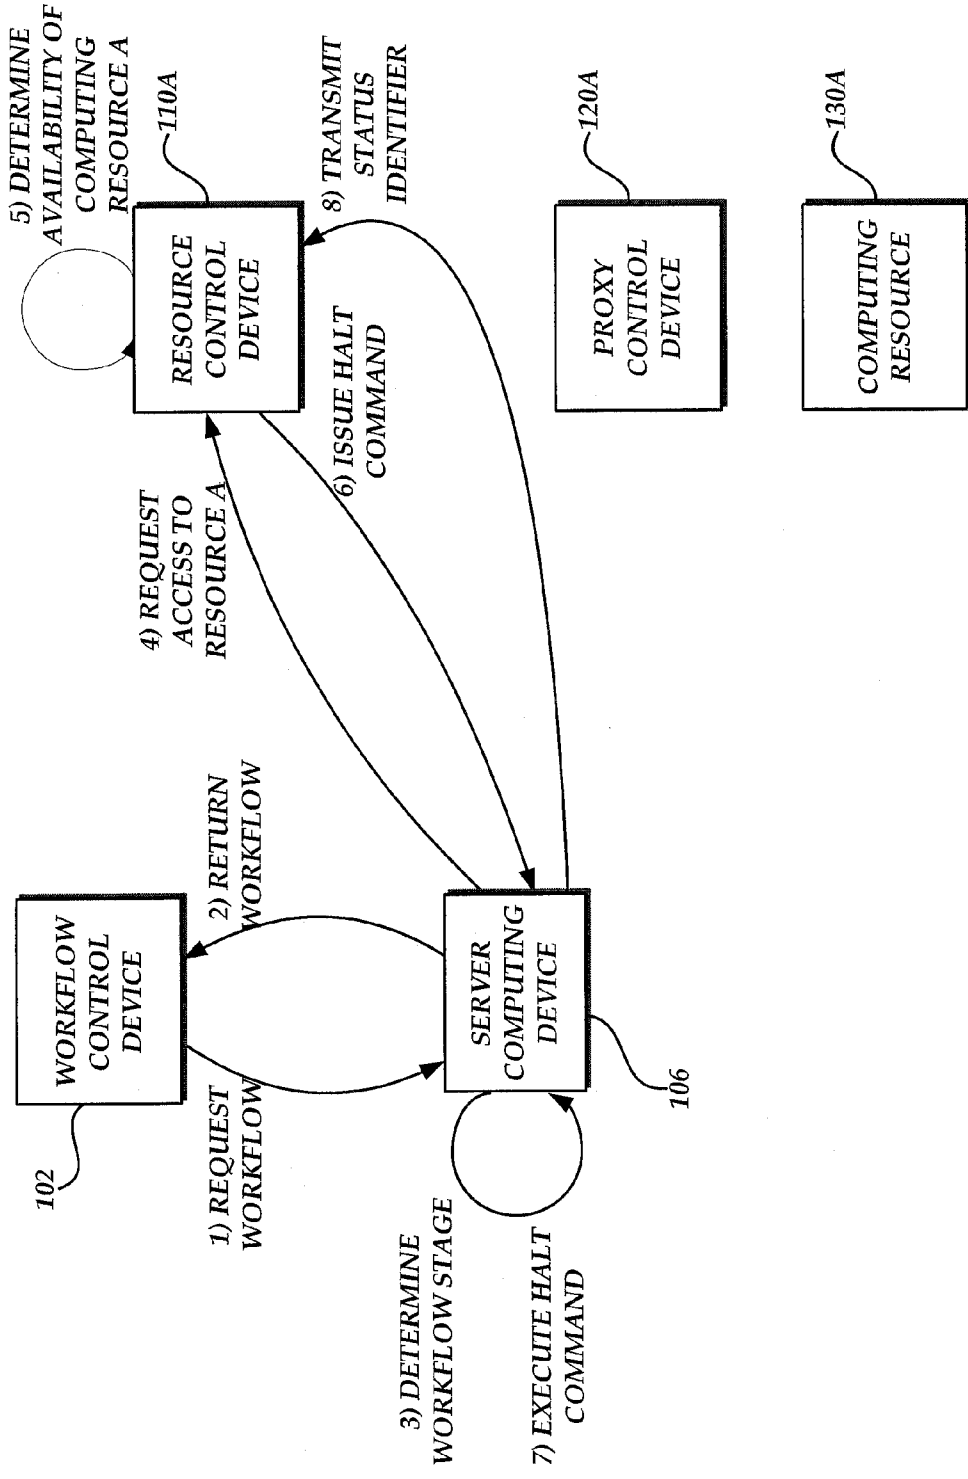 102
WORKFLOW
CONTROL
DEVICE
1) REQUEST
WORKFLOW
2) RETURN
WORKFLOW
3) DETERMINE
WORKFLOW STAGE
7) EXECUTE HALT
COMMAND
SERVER
COMPUTING
DEVICE
106
4) REQUEST
ACCESS TO
RESOURCE A
5) DETERMINE
AVAILABILITY OF
COMPUTING
RESOURCE A
110A
RESOURCE
CONTROL
DEVICE
6) ISSUE HALT
COMMAND
8) TRANSMIT
STATUS
IDENTIFIER
120A
PROXY
CONTROL
DEVICE
130A
COMPUTING
RESOURCE